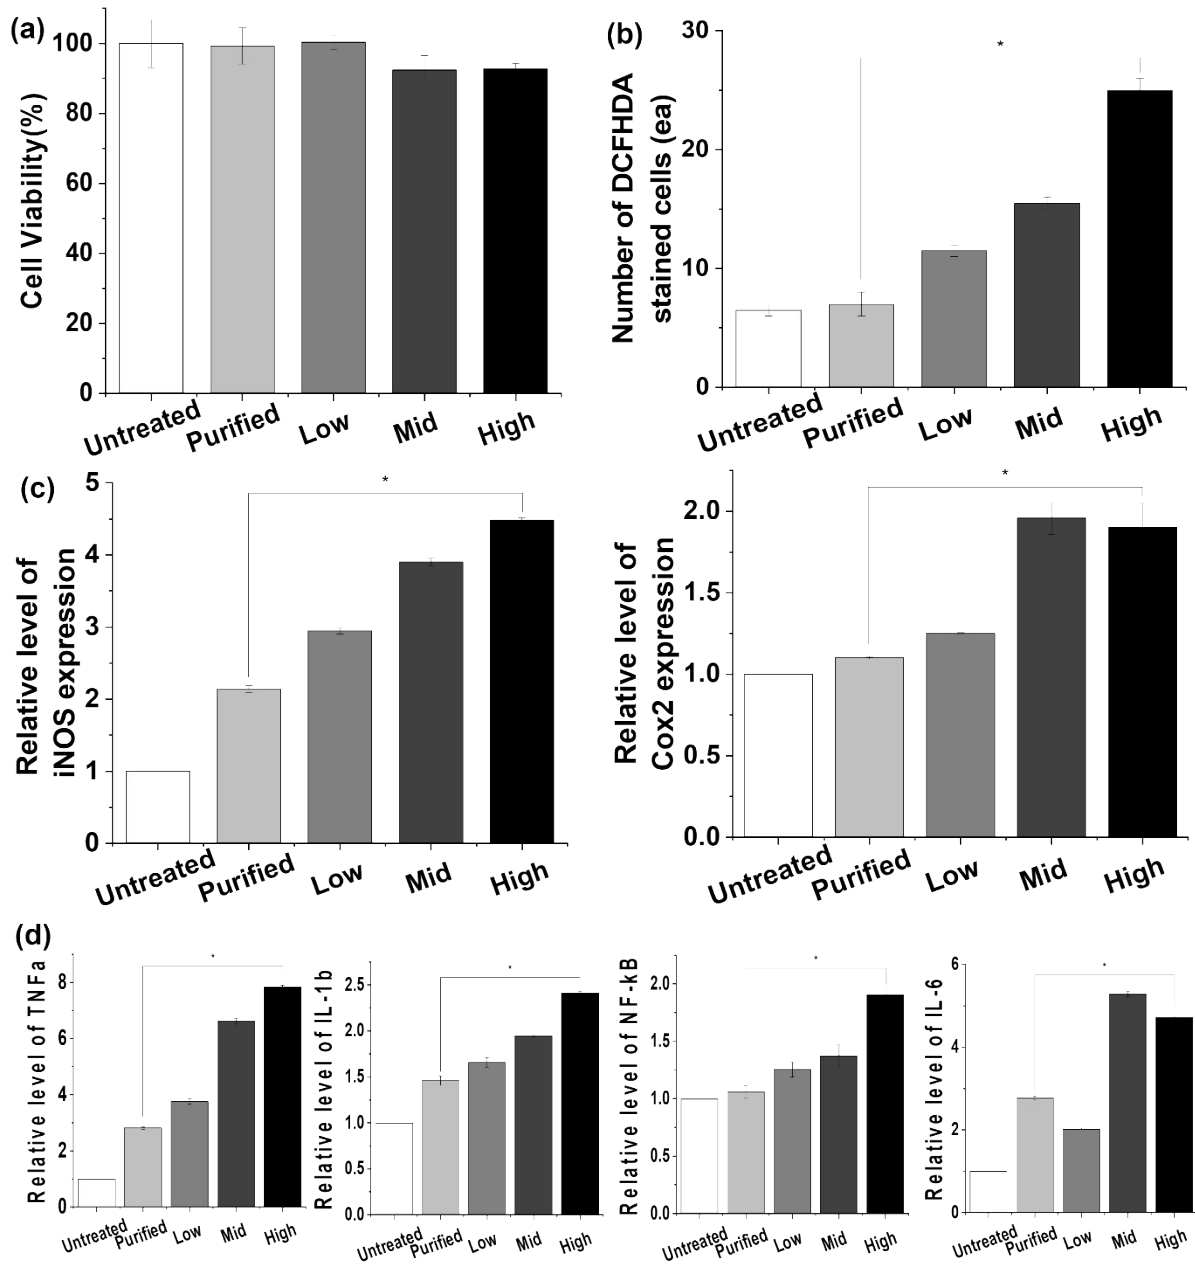 (a)
Cell Viability(%)
100
80
60
40
20
0
Untreated
Purified
Low
Mid
High
(b)
Number of DCFHDA
stained cells (ea)
30
20
10
0
*
Untreated
Purified
Low
Mid
High
(c)
Relative level of
iNOS expression
5
4
3
2
1
0
*
Untreated
Purified
Low
Mid
High
Relative level of
Cox2 expression
2.0
1.5
1.0
0.5
0.0
*
Untreated
Purified
Low
Mid
High
(d)
Relative level of TNFa
8
6
4
2
0
*
Untreated
Purified
Low
Mid
High
Relative level of IL-1b
2.5
2.0
1.5
1.0
0.5
0.0
*
Untreated
Purified
Low
Mid
High
Relative level of NF-kB
2.0
1.5
1.0
0.5
0.0
*
Untreated
Purified
Low
Mid
High
Relative level of IL-6
6
4
2
0
*
Untreated
Purified
Low
Mid
High